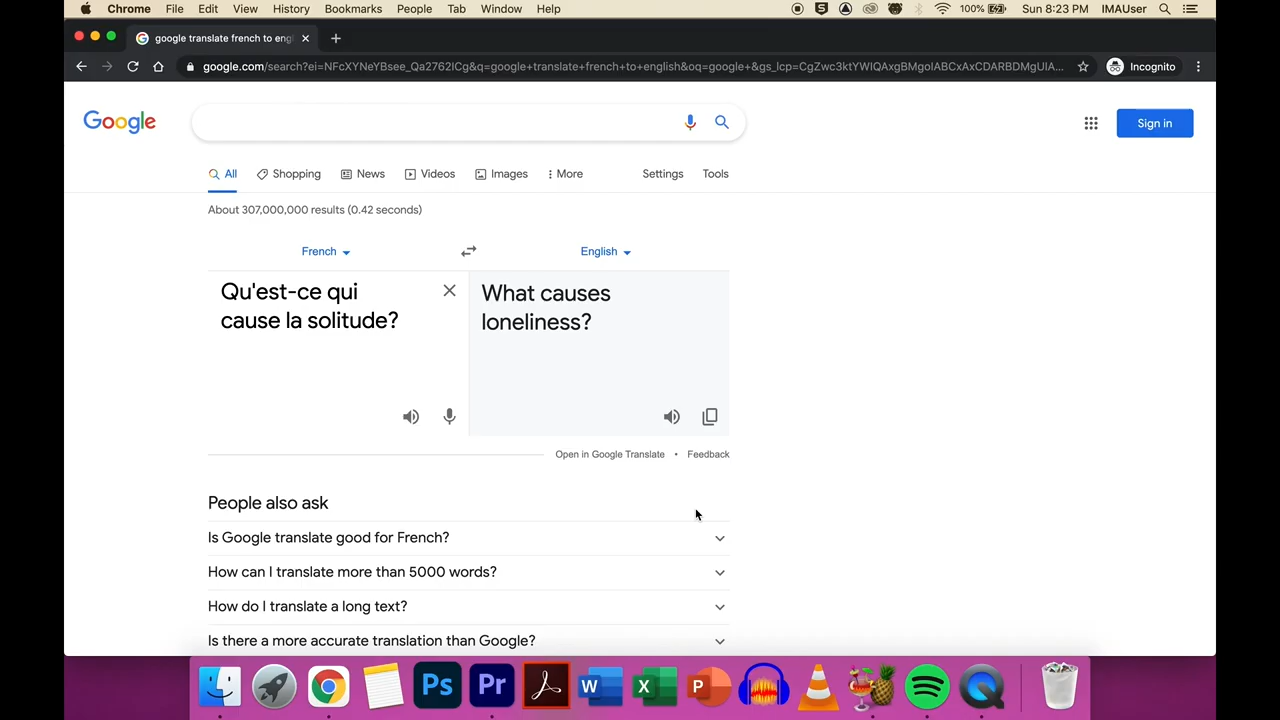 Chrome File Edit View History Bookmarks People Tab Window Help 100% Sun 8:23 PM IMAUser
google translate french to engl
google.com/search?ei=NFcXYNeYBsee_Qa2762ICg&q=google+translate+french+to+english&oq=google+&gs_lcp=CgZwc3ktYWIQAxgBMgoIABCxAxCDARBDMgUIA... Incognito
Google
Sign in
All Shopping News Videos Images More Settings Tools
About 307,000,000 results (0.42 seconds)
French English
Qu'est-ce qui
cause la solitude?
What causes
loneliness?
Open in Google Translate • Feedback
People also ask
Is Google translate good for French?
How can I translate more than 5000 words?
How do I translate a long text?
Is there a more accurate translation than Google?
Ps Pr W X P